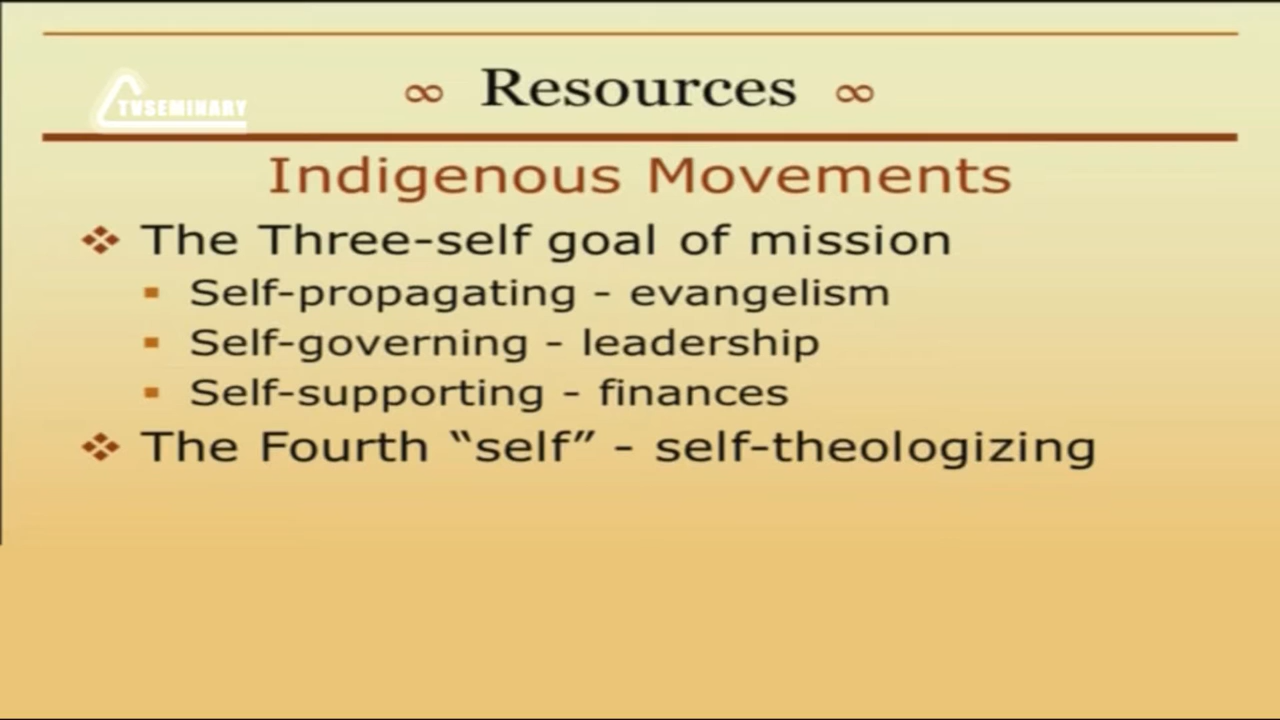 TVSEMINARY
∞ Resources ∞
Indigenous Movements
❖ The Three-self goal of mission
▪ Self-propagating - evangelism
▪ Self-governing - leadership
▪ Self-supporting - finances
❖ The Fourth “self” - self-theologizing